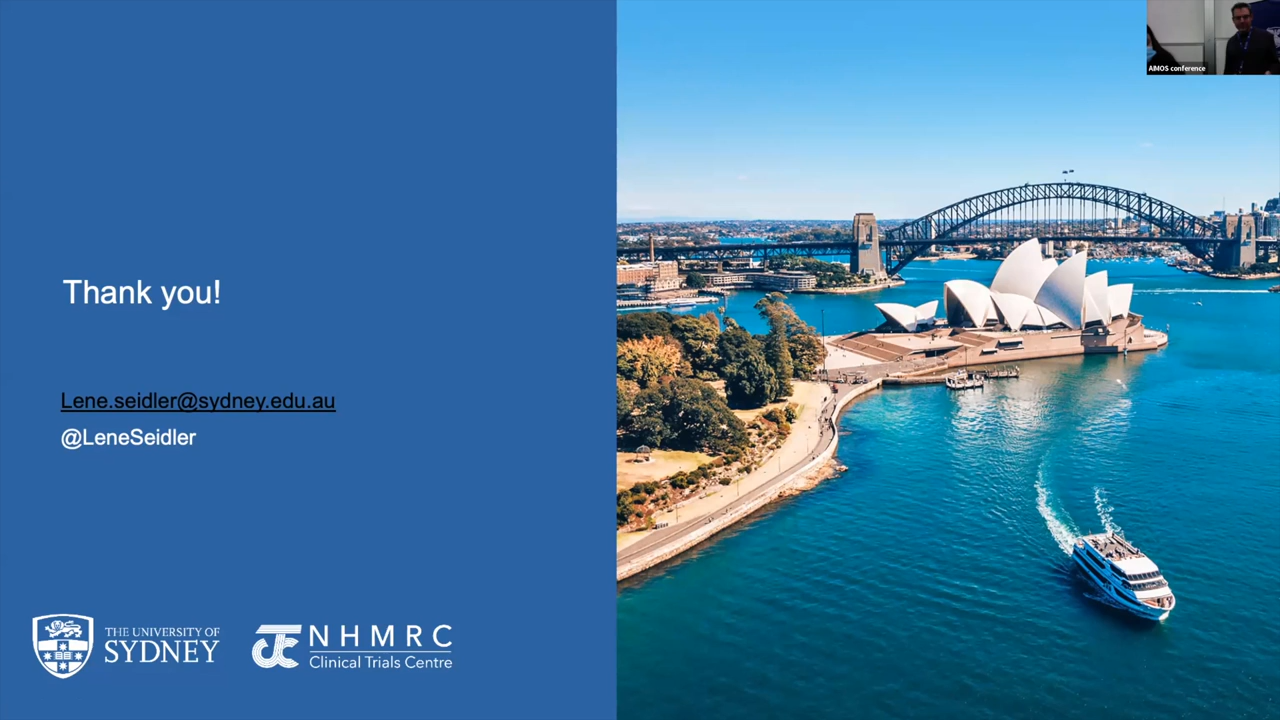 AIMOS conference
Thank you!
Lene.seidler@sydney.edu.au
@LeneSeidler
THE UNIVERSITY OF
SYDNEY
NHMRC
Clinical Trials Centre